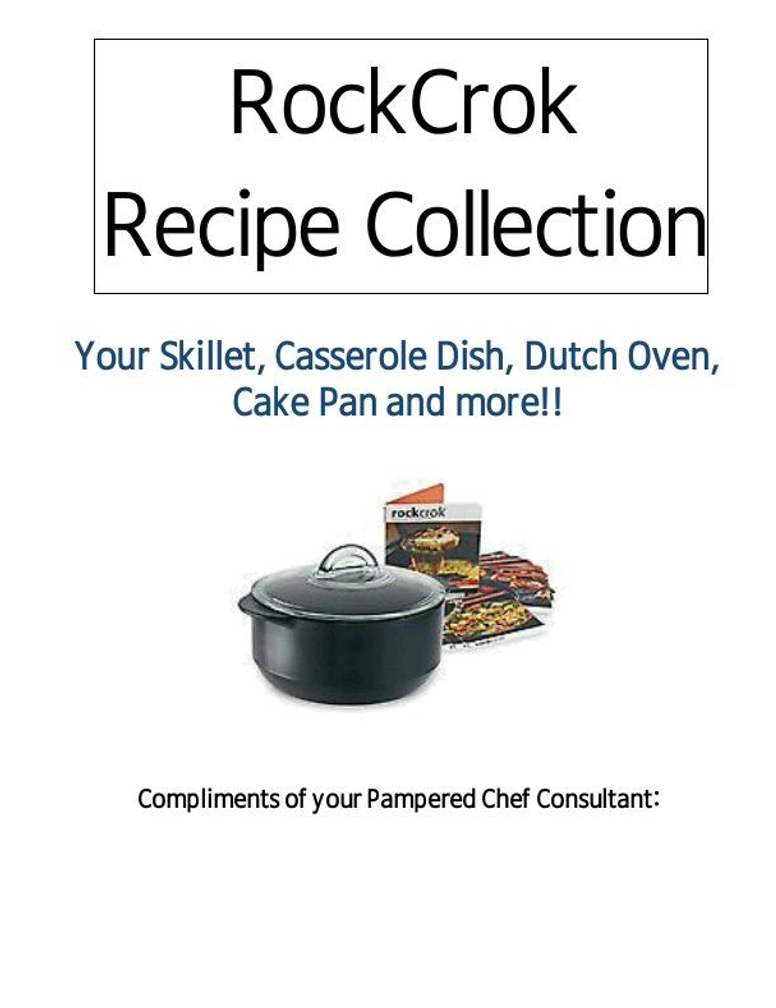 RockCrok
Recipe Collection
Your Skillet, Casserole Dish, Dutch Oven,
Cake Pan and more!!
rockcrok
Compliments of your Pampered Chef Consultant: